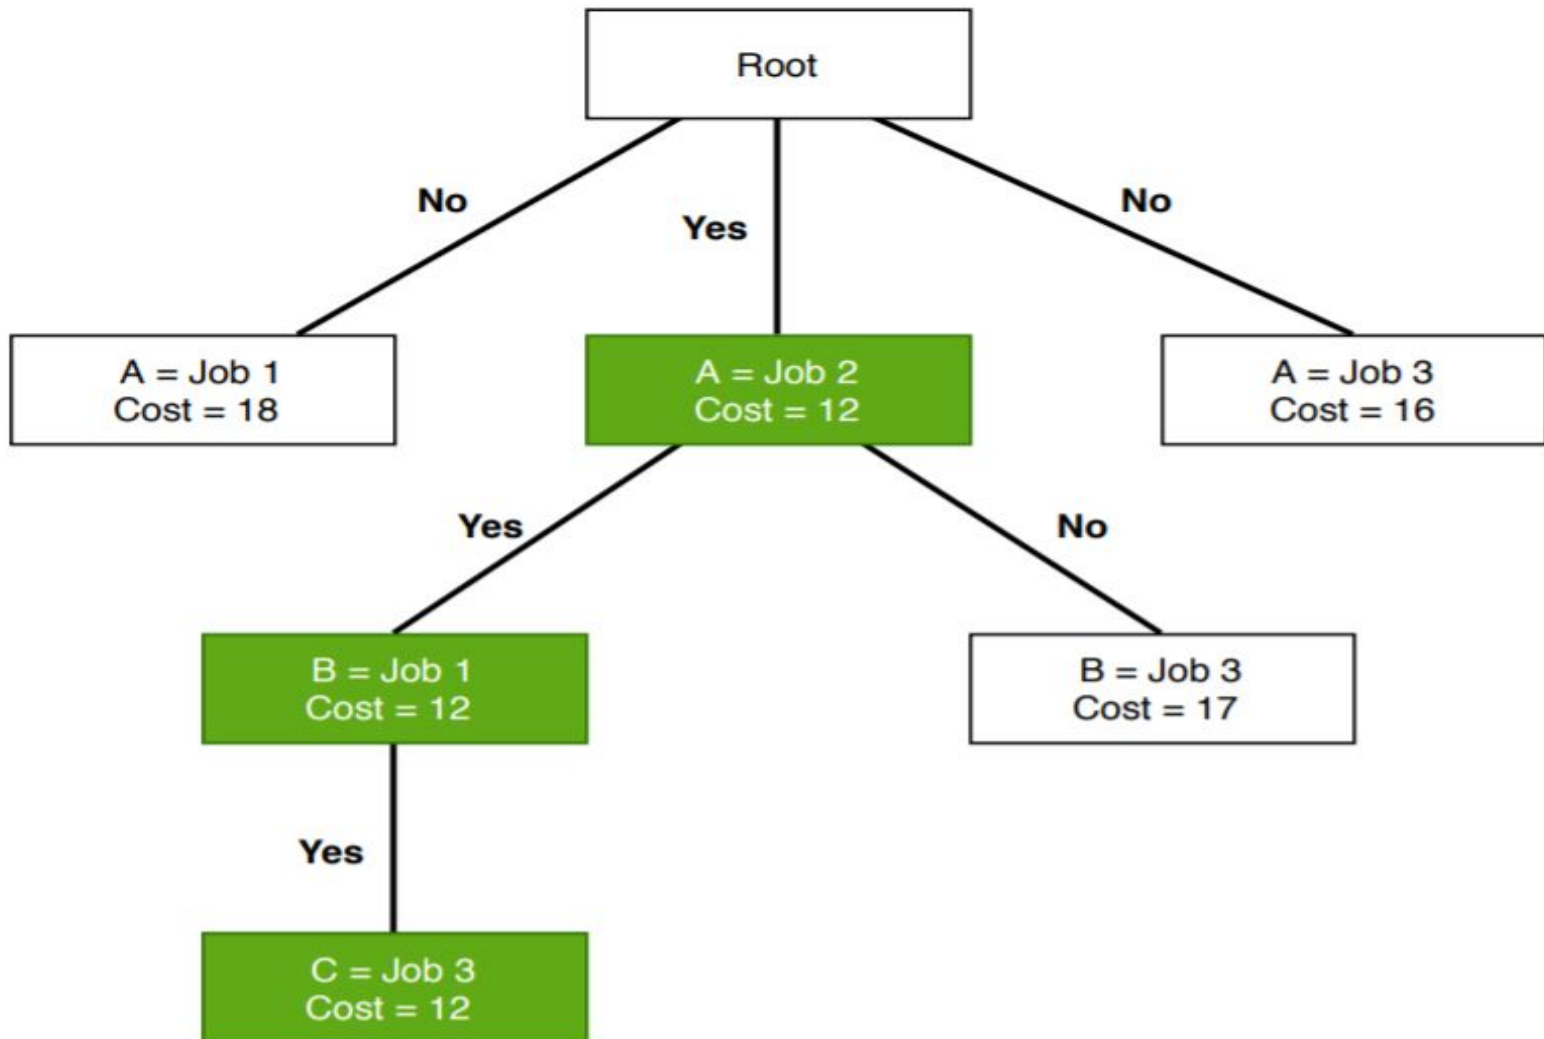 Root
No
Yes
No
A = Job 1
Cost = 18
A = Job 2
Cost = 12
A = Job 3
Cost = 16
Yes
No
B = Job 1
Cost = 12
B = Job 3
Cost = 17
Yes
C = Job 3
Cost = 12